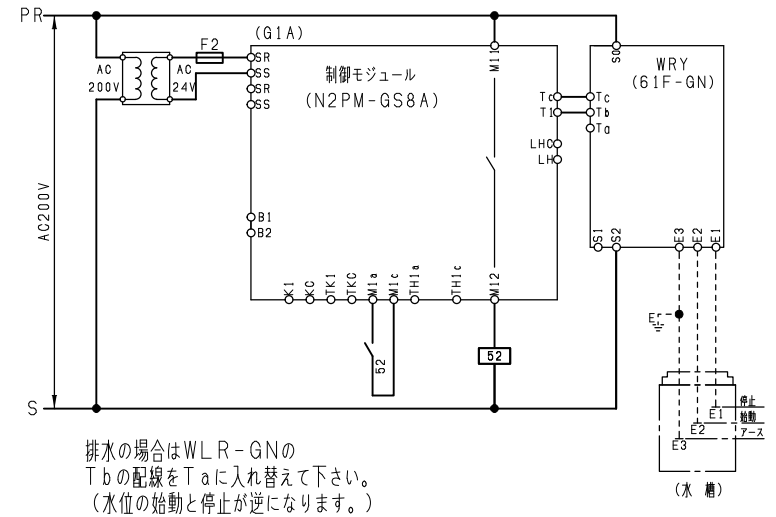 PR
(G1A)
F2
M11
S0
SR
SS
SR
SS
AC
200V
AC
24V
制御モジュール
(N2PM-GS8A)
WRY
(61F-GN)
Tc
T1
Tc
Tb
Ta
LHC
LH
AC200V
B1
B2
S1
S2
E3
E2
E1
K1
KC
TK1
TKC
M1a
M1c
TH1a
TH1c
M12
E
52
52
S
E1
停止
E2
始動
E3
アース
(水 槽)
排水の場合はWLR-GNの
Tbの配線をTaに入れ替えて下さい。
(水位の始動と停止が逆になります。)